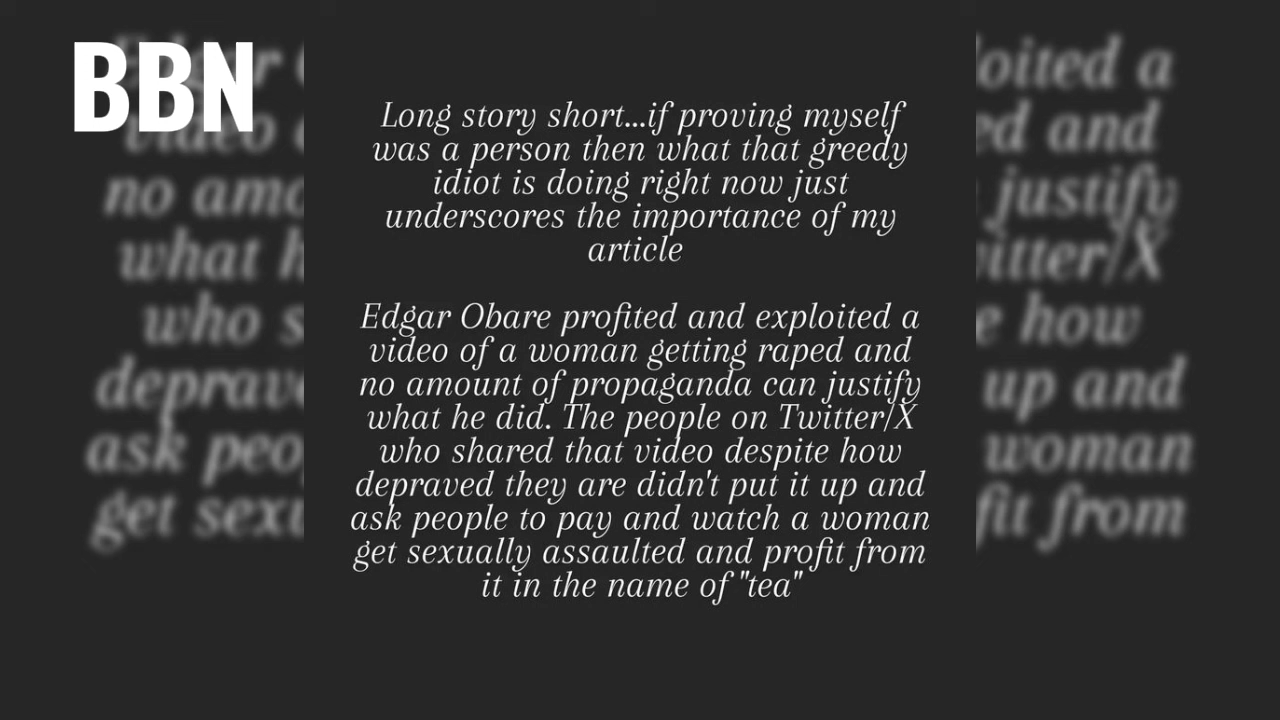 BBN
Long story short...if proving myself
was a person then what that greedy
idiot is doing right now just
underscores the importance of my
article
Edgar Obare profited and exploited a
video of a woman getting raped and
no amount of propaganda can justify
what he did. The people on Twitter/X
who shared that video despite how
depraved they are didn't put it up and
ask people to pay and watch a woman
get sexually assaulted and profit from
it in the name of "tea"